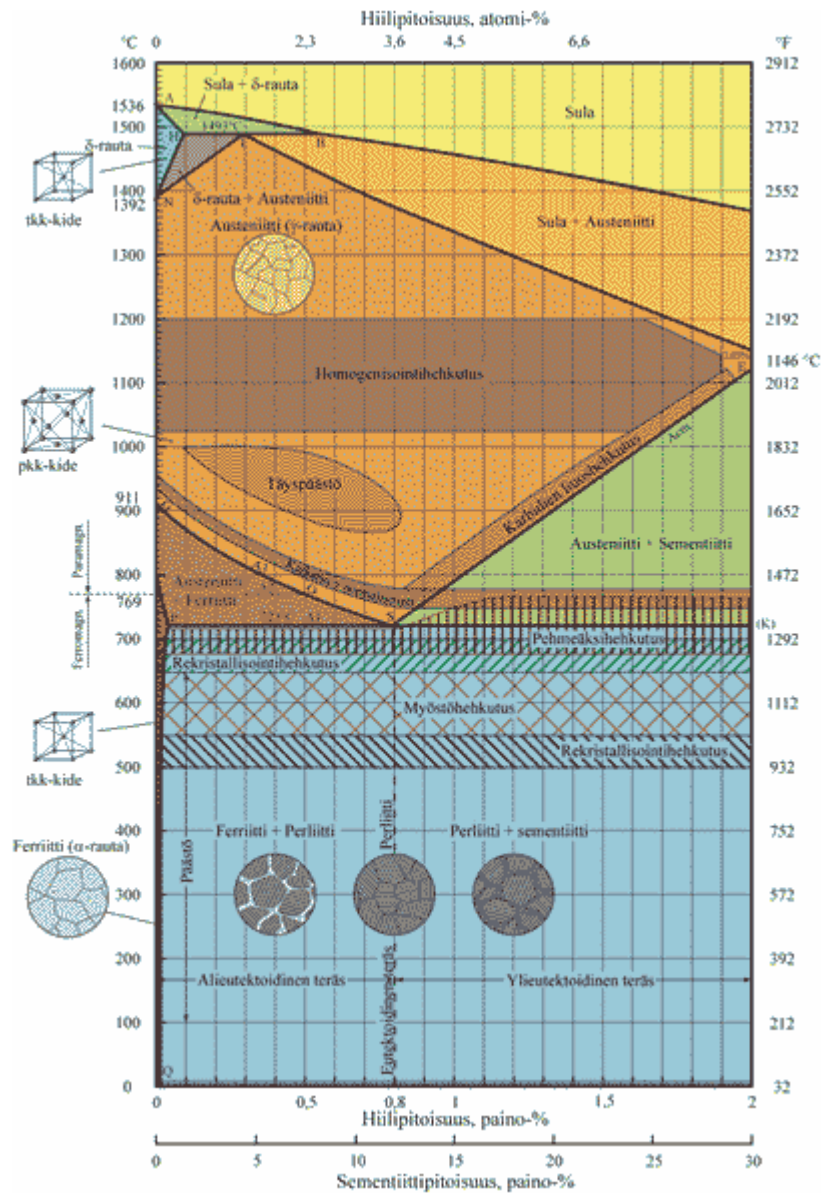 Hiilipitoisuus, atomi-%
°C 0 2,3 3,6 4,5 6,6 °F
1600 2912
1536 A
Sula + δ-rauta
Sula
1500 1493°C 2732
H B
δ-rauta
1400 2552
1392 N
δ-rauta + Austeniitti
tkk-kide
Austeniitti (γ-rauta)
Sula + Austeniitti
1300 2372
1200 2192
E 1146 °C
Homogenisointihehkutus
1100 2012
Acm
1000 1832
pkk-kide
Karbidien liuoshehkutus
Täyspäästö
911
900 1652
Austeniitti + Sementiitti
Paramagn.
800 1472
Austeniitti
Ferriitti
769
S
(K)
700 1292
Ferromagn.
Pehmeäksihehkutus
Rekristallisointihehkutus
600 1112
Myöstöhehkutus
Rekristallisointihehkutus
tkk-kide
500 932
400 752
Ferriitti + Perliitti
Perliitti
Perliitti + sementiitti
Ferriitti (α-rauta)
Päästö
300 572
200 392
Alieutektoidinen teräs
Eutektoidinen teräs
Ylieutektoidinen teräs
100 212
Q
0 32
0 0,5 0,8 1 1,5 2
Hiilipitoisuus, paino-%
0 5 10 15 20 25 30
Sementiittipitoisuus, paino-%